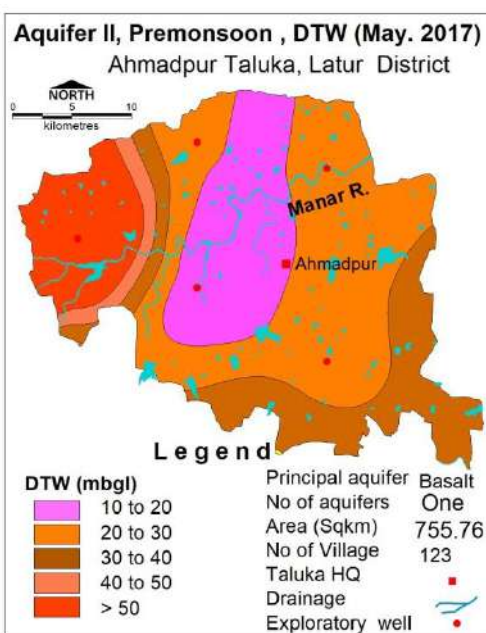 Aquifer II, Premonsoon , DTW (May. 2017)
Ahmadpur Taluka, Latur District
NORTH
0 5 10
kilometres
Manar R.
Ahmadpur
Legend
DTW (mbgl)
10 to 20
20 to 30
30 to 40
40 to 50
> 50
Principal aquifer Basalt
No of aquifers One
Area (Sqkm) 755.76
No of Village 123
Taluka HQ
Drainage
Exploratory well